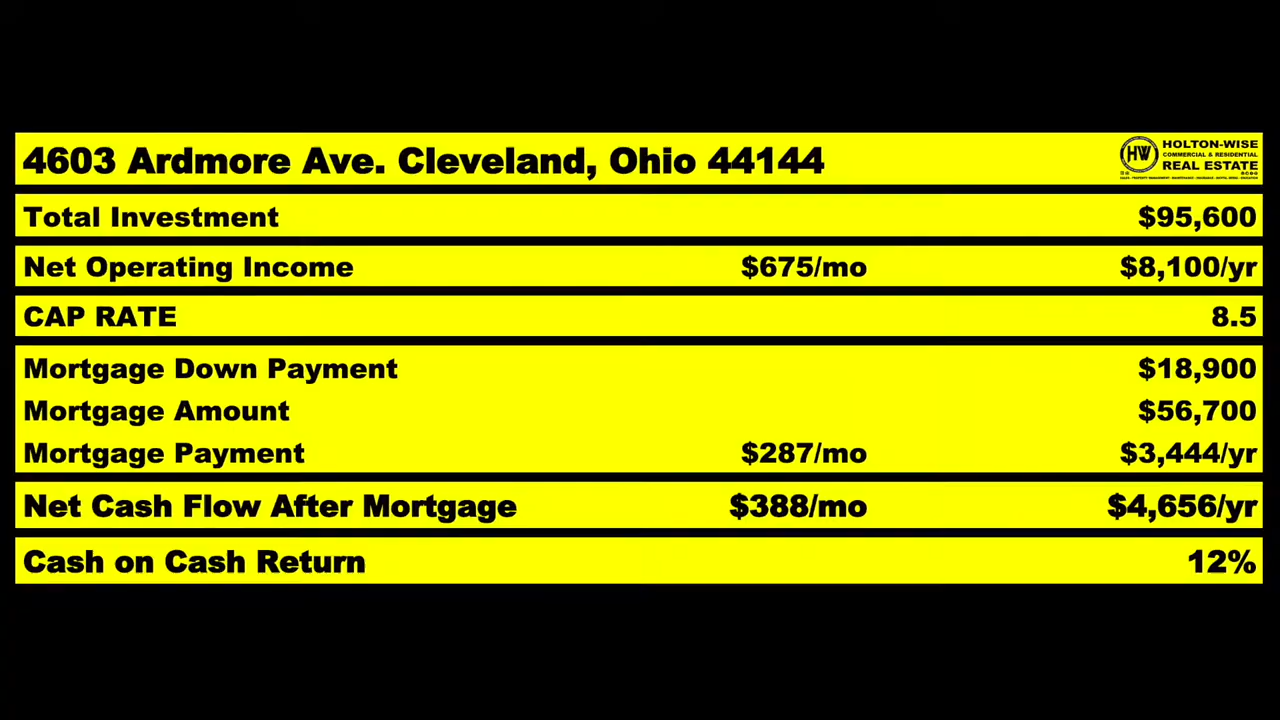 4603 Ardmore Ave. Cleveland, Ohio 44144
HW HOLTON-WISE
COMMERCIAL & RESIDENTIAL
REAL ESTATE
Total Investment $95,600
Net Operating Income $675/mo $8,100/yr
CAP RATE 8.5
Mortgage Down Payment $18,900
Mortgage Amount $56,700
Mortgage Payment $287/mo $3,444/yr
Net Cash Flow After Mortgage $388/mo $4,656/yr
Cash on Cash Return 12%